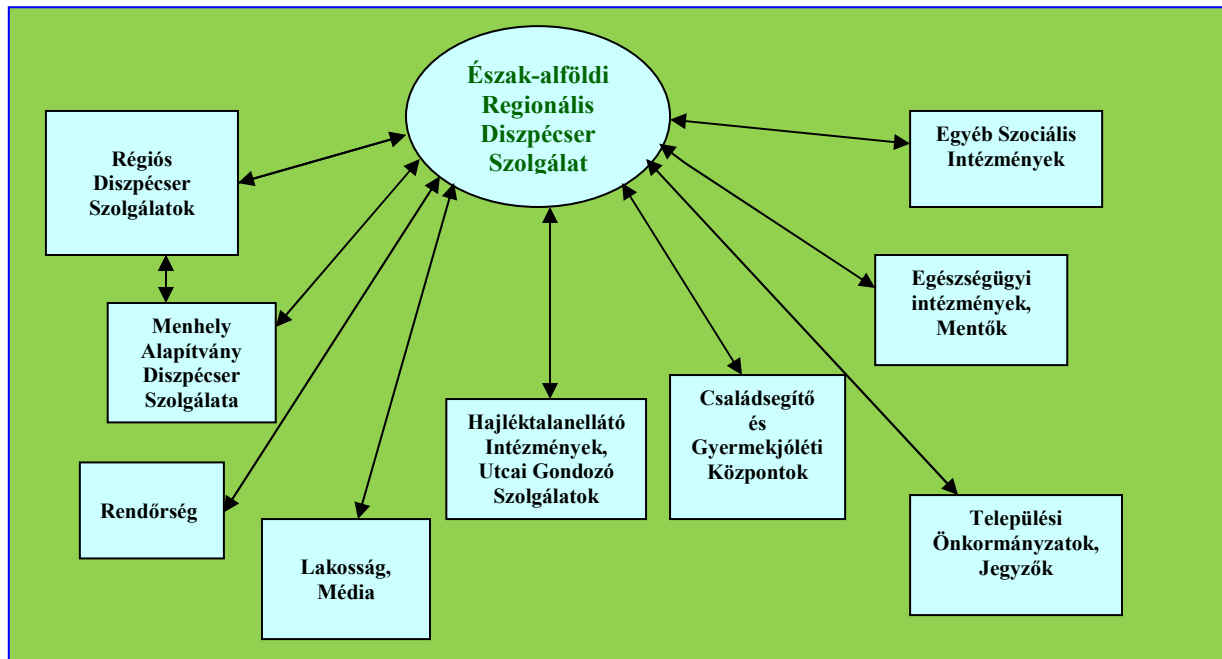 Észak-alföldi
Regionális
Diszpécser
Szolgálat
Régiós
Diszpécser
Szolgálatok
Egyéb Szociális
Intézmények
Menhely
Alapítvány
Diszpécser
Szolgálata
Egészségügyi
intézmények,
Mentők
Rendőrség
Lakosság,
Média
Hajléktalanellátó
Intézmények,
Utcai Gondozó
Szolgálatok
Családsegítő
és
Gyermekjóléti
Központok
Települési
Önkormányzatok,
Jegyzők